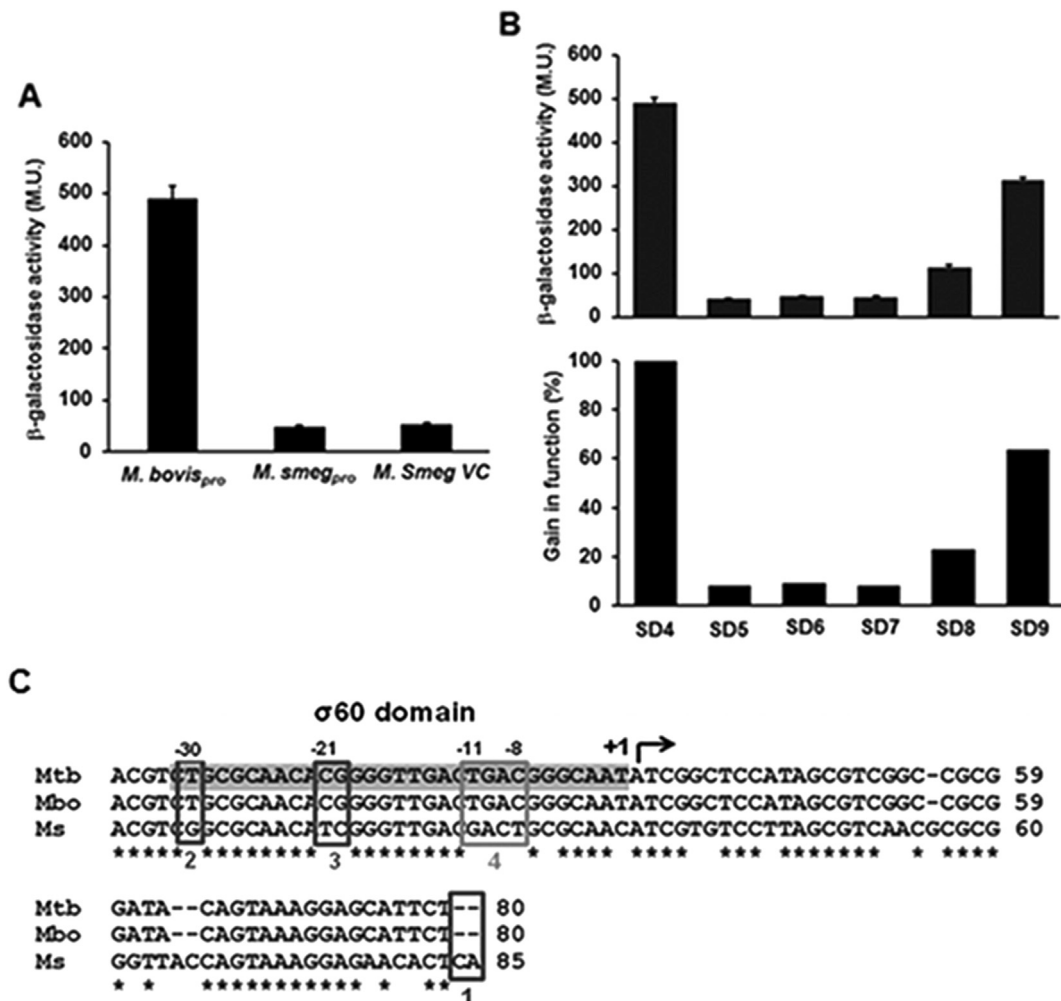 A
β-galactosidase activity (M.U.)
600
500
400
300
200
100
0
M. bovispro
M. smegpro
M. Smeg VC
B
β-galactosidase activity (M.U.)
600
500
400
300
200
100
0
Gain in function (%)
100
80
60
40
20
0
SD4 SD5 SD6 SD7 SD8 SD9
C
σ60 domain
-30 -21 -11 -8 +1
Mtb ACGTCTGCGCAACACGGGGTTGACTGACGGGCAATATCGGCTCCATAGCGTCGGC-CGCG 59
Mbo ACGTCTGCGCAACACGGGGTTGACTGACGGGCAATATCGGCTCCATAGCGTCGGC-CGCG 59
Ms ACGTCGGCGCAACATCGGGTTGAGGACTGCGCAACATCGTGTCCTTAGCGTCAACGCGCG 60
***** ******** ******* * **** **** *** ******* * ****
2 3 4
Mtb GATA--CAGTAAAGGAGCATTCT-- 80
Mbo GATA--CAGTAAAGGAGCATTCT-- 80
Ms GGTTACCAGTAAAGGAGAACACTCA 85
* * *********** * **
1